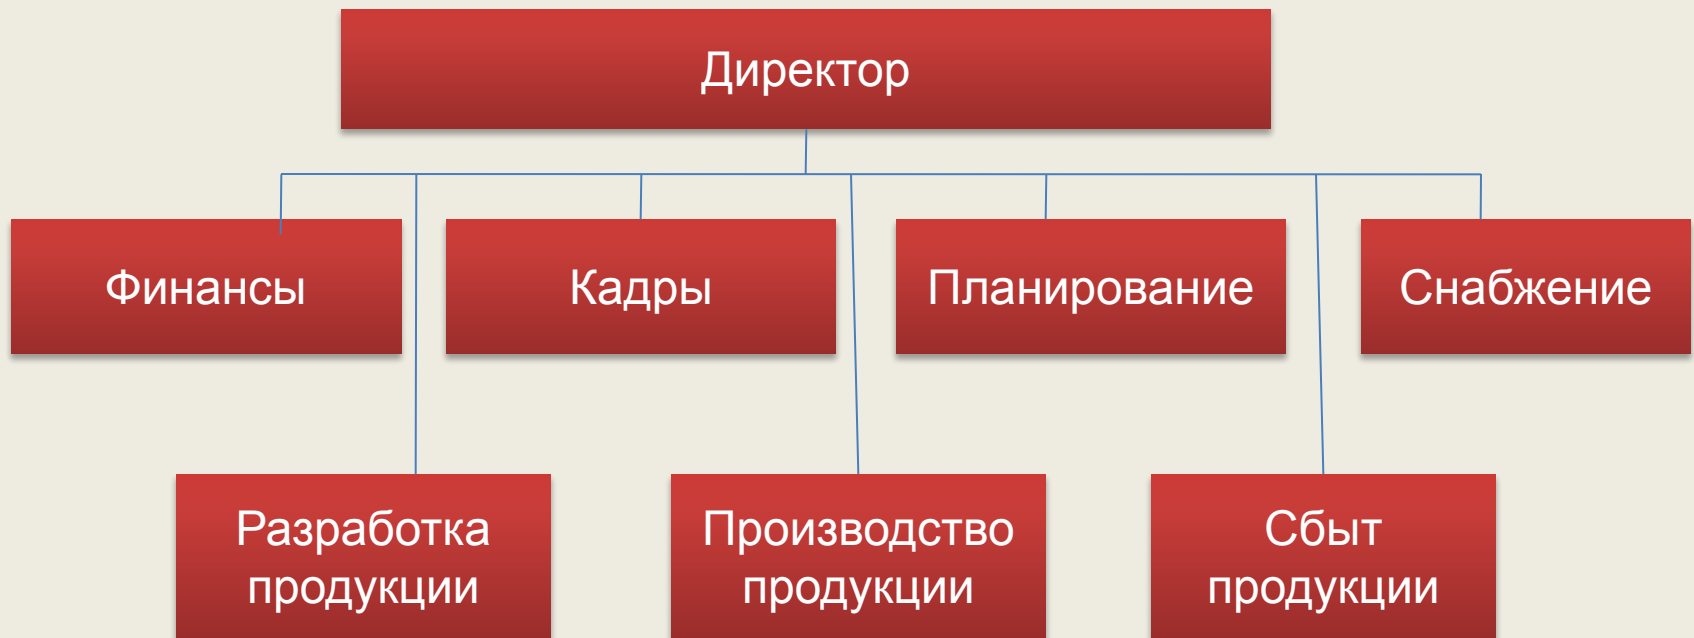 Директор
Финансы
Кадры
Планирование
Снабжение
Разработка
продукции
Производство
продукции
Сбыт
продукции